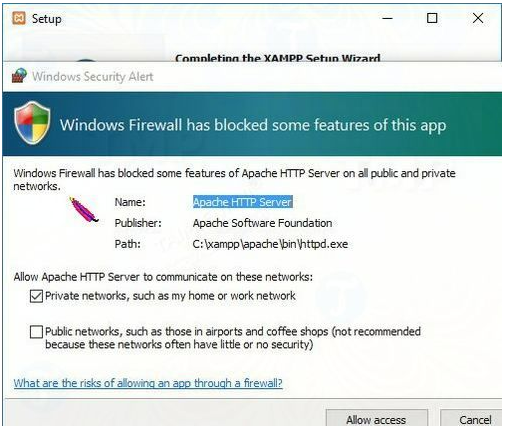 Setup
Completing the XAMPP Setup Wizard
Windows Security Alert
Windows Firewall has blocked some features of this app
Windows Firewall has blocked some features of Apache HTTP Server on all public and private
networks.
Name: Apache HTTP Server
Publisher: Apache Software Foundation
Path: C:\xampp\apache\bin\httpd.exe
Allow Apache HTTP Server to communicate on these networks:
Private networks, such as my home or work network
Public networks, such as those in airports and coffee shops (not recommended
because these networks often have little or no security)
What are the risks of allowing an app through a firewall?
Allow access Cancel